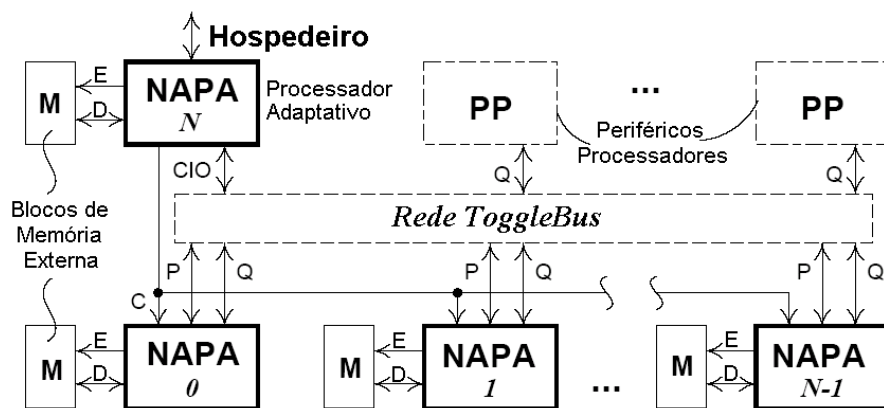 Hospedeiro
M
E
D
NAPA
N
Processador
Adaptativo
PP
...
PP
Periféricos
Processadores
CIO
Q
Q
Blocos de
Memória
Externa
Rede ToggleBus
P
Q
P
Q
P
Q
C
M
E
D
NAPA
0
M
E
D
NAPA
1
...
M
E
D
NAPA
N-1